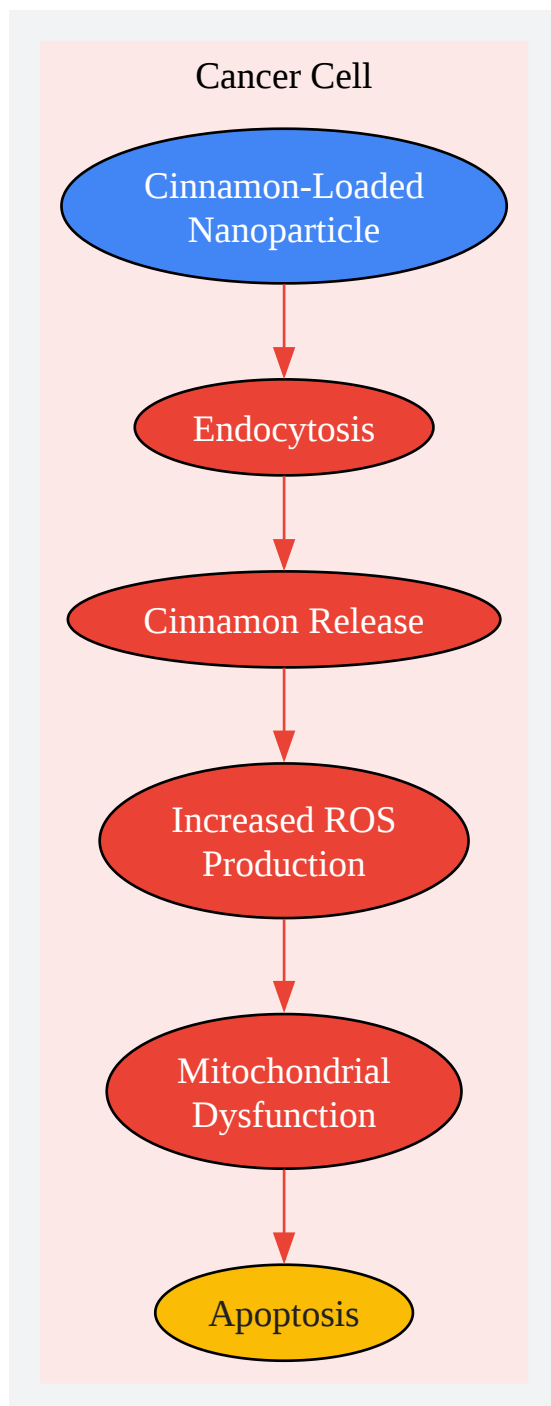 Cancer Cell
Cinnamon-Loaded
Nanoparticle
Endocytosis
Cinnamon Release
Increased ROS
Production
Mitochondrial
Dysfunction
Apoptosis